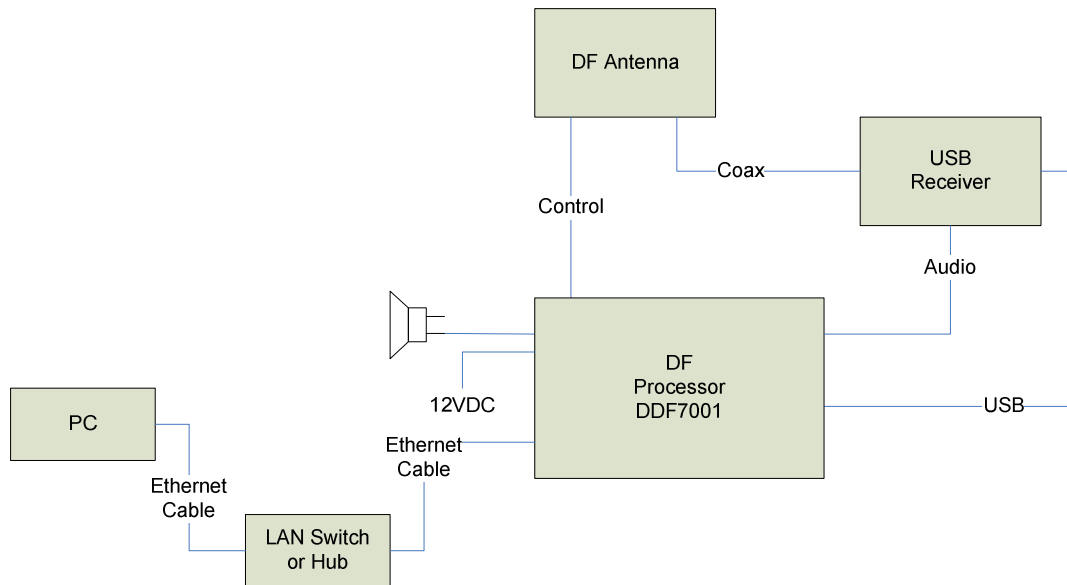 DF Antenna
USB
Receiver
Coax
Control
Audio
DF
Processor
DDF7001
12VDC
USB
PC
Ethernet
Cable
Ethernet
Cable
LAN Switch
or Hub